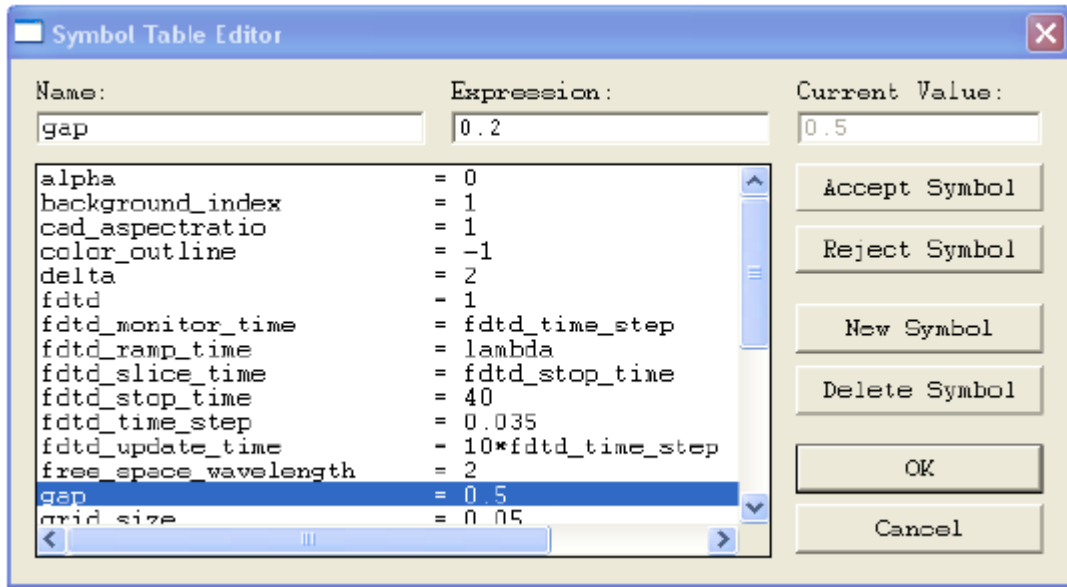 Symbol Table Editor
Name: Expression: Current Value:
gap 0.2 0.5
alpha = 0
background_index = 1
cad_aspectratio = 1
color_outline = -1
delta = 2
fdtd = 1
fdtd_monitor_time = fdtd_time_step
fdtd_ramp_time = lambda
fdtd_slice_time = fdtd_stop_time
fdtd_stop_time = 40
fdtd_time_step = 0.035
fdtd_update_time = 10*fdtd_time_step
free_space_wavelength = 2
gap = 0.5
grid_size = 0.05
Accept Symbol
Reject Symbol
New Symbol
Delete Symbol
OK
Cancel